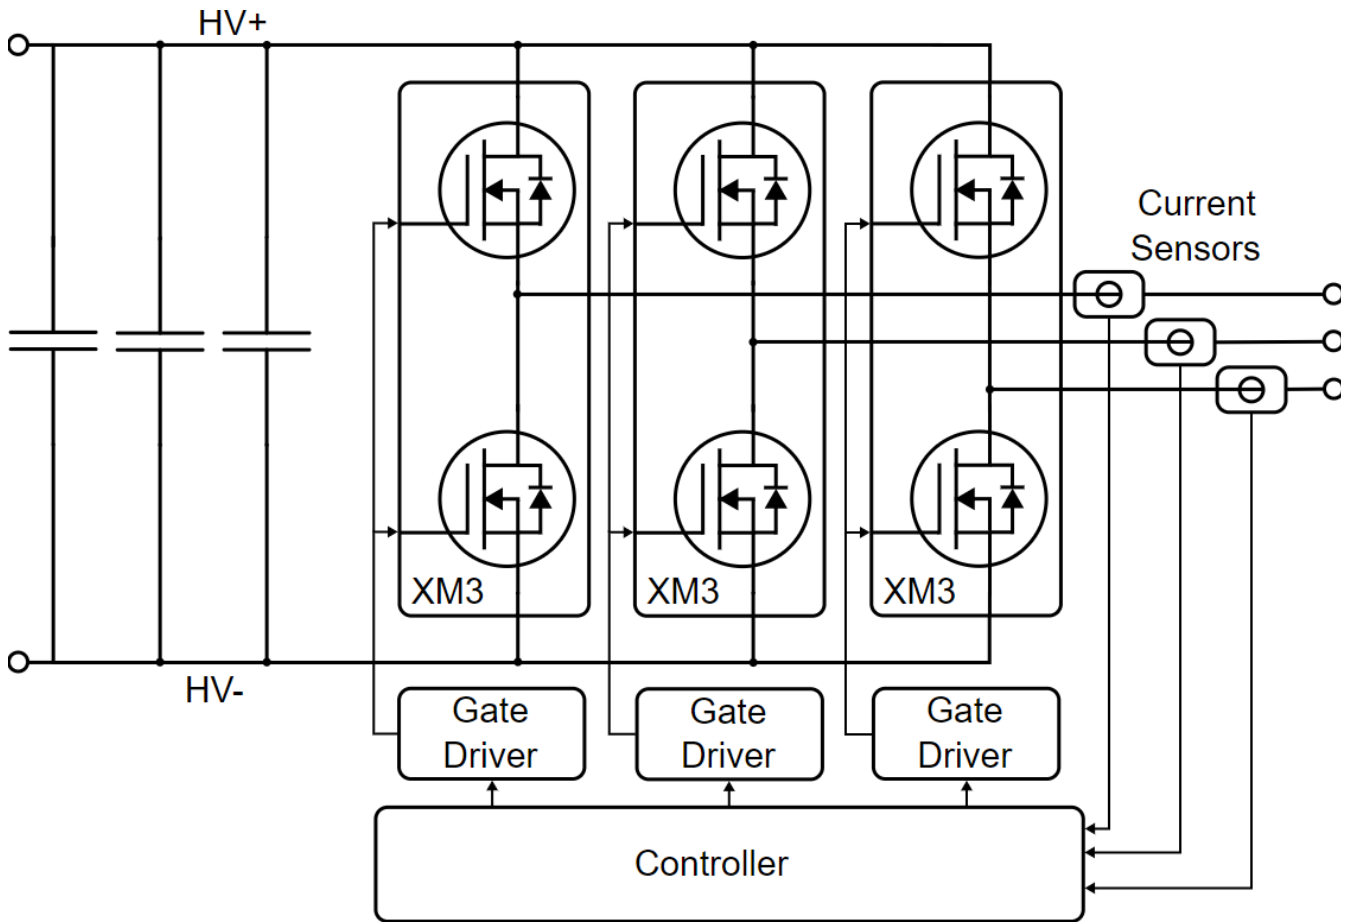 HV+
Current
Sensors
XM3
XM3
XM3
HV-
Gate
Driver
Gate
Driver
Gate
Driver
Controller